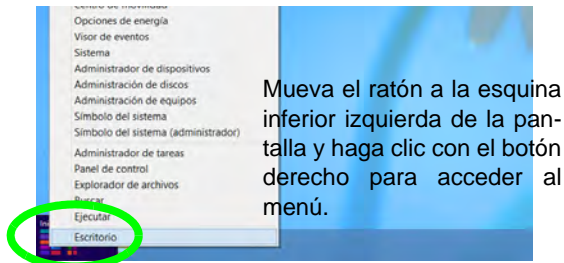 Centro de movilidad
Opciones de energía
Visor de eventos
Sistema
Administrador de dispositivos
Administración de discos
Administración de equipos
Símbolo del sistema
Símbolo del sistema (administrador)
Administrador de tareas
Panel de control
Explorador de archivos
Buscar
Ejecutar
Escritorio
Mueva el ratón a la esquina
inferior izquierda de la pan-
talla y haga clic con el botón
derecho para acceder al
menú.